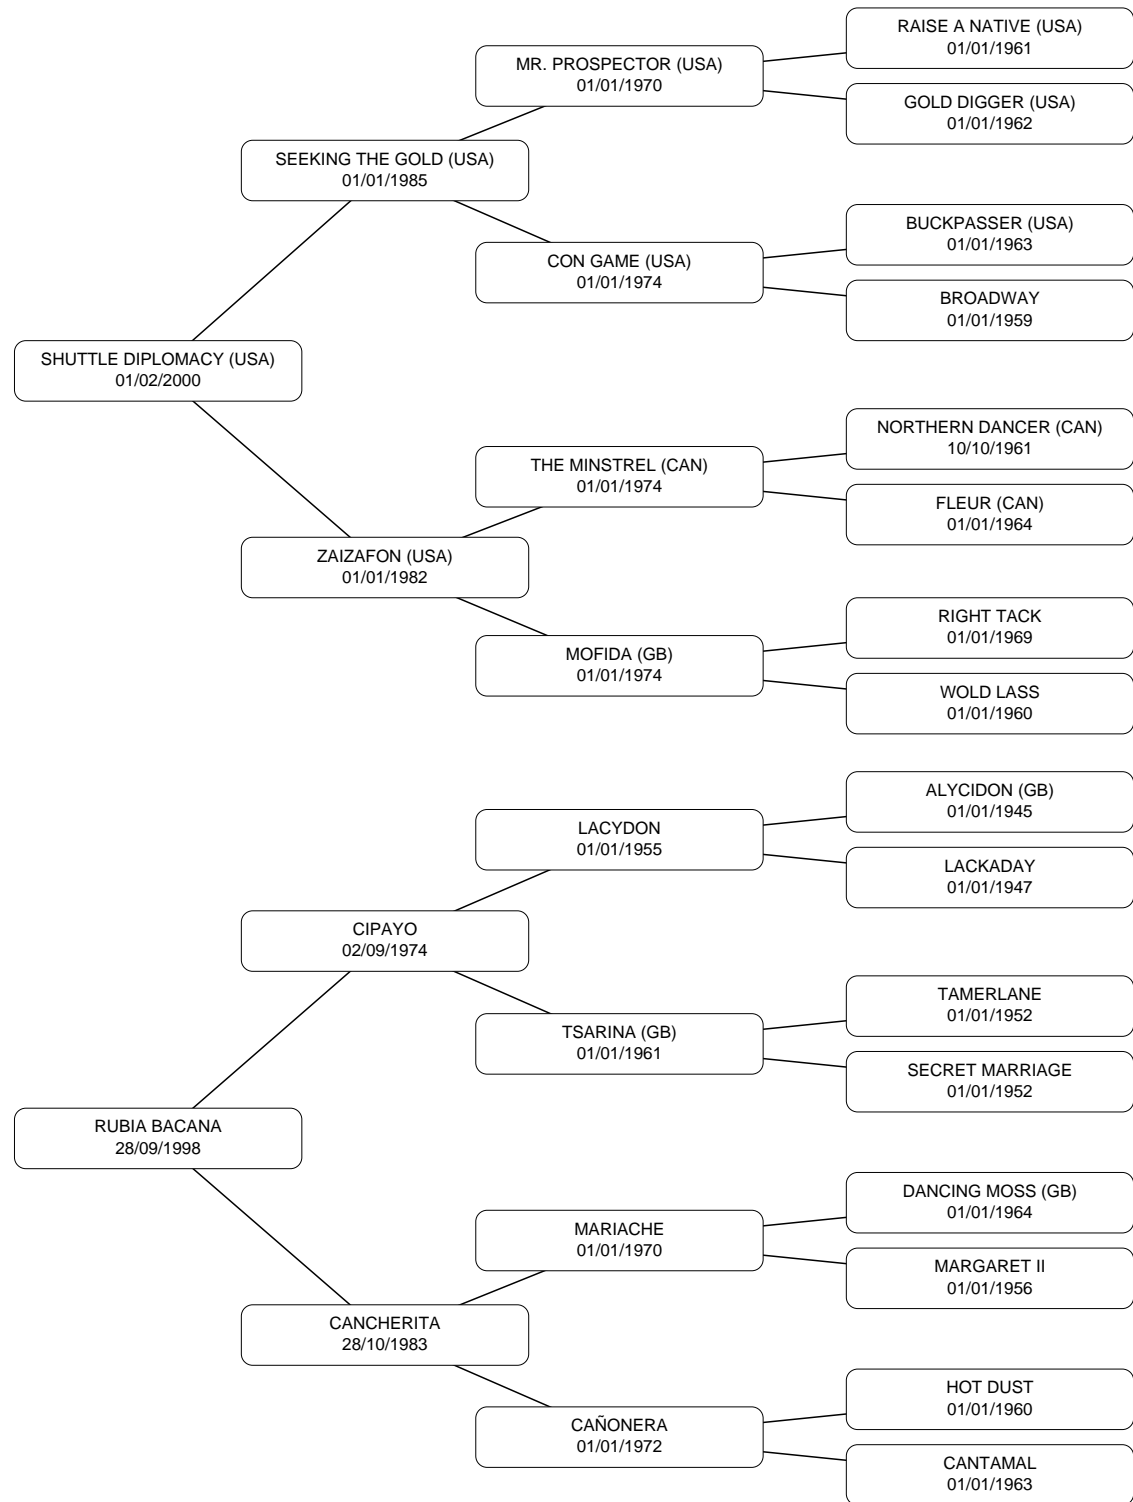 RAISE A NATIVE (USA)
01/01/1961
MR. PROSPECTOR (USA)
01/01/1970
GOLD DIGGER (USA)
01/01/1962
SEEKING THE GOLD (USA)
01/01/1985
BUCKPASSER (USA)
01/01/1963
CON GAME (USA)
01/01/1974
BROADWAY
01/01/1959
SHUTTLE DIPLOMACY (USA)
01/02/2000
NORTHERN DANCER (CAN)
10/10/1961
THE MINSTREL (CAN)
01/01/1974
FLEUR (CAN)
01/01/1964
ZAIZAFON (USA)
01/01/1982
RIGHT TACK
01/01/1969
MOFIDA (GB)
01/01/1974
WOLD LASS
01/01/1960
ALYCIDON (GB)
01/01/1945
LACYDON
01/01/1955
LACKADAY
01/01/1947
CIPAYO
02/09/1974
TAMERLANE
01/01/1952
TSARINA (GB)
01/01/1961
SECRET MARRIAGE
01/01/1952
RUBIA BACANA
28/09/1998
DANCING MOSS (GB)
01/01/1964
MARIACHE
01/01/1970
MARGARET II
01/01/1956
CANCHERITA
28/10/1983
HOT DUST
01/01/1960
CAÑONERA
01/01/1972
CANTAMAL
01/01/1963